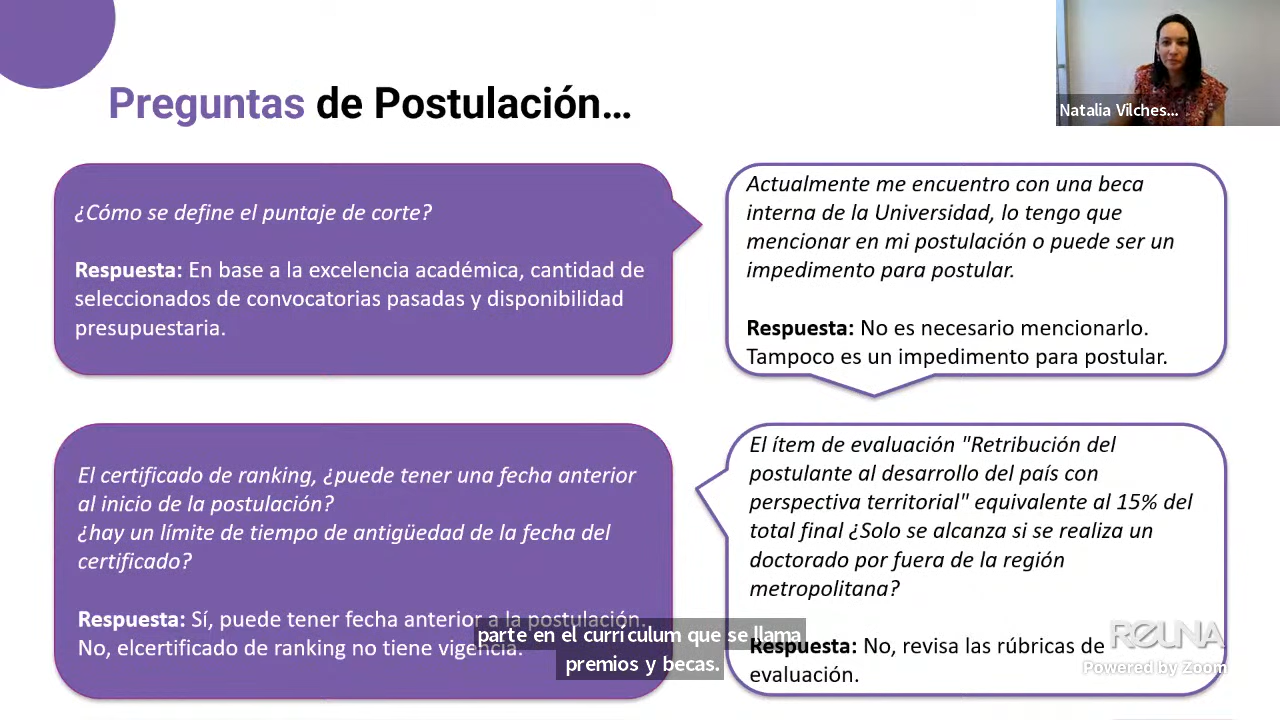 Preguntas de Postulación...
Natalia Vilches...
¿Cómo se define el puntaje de corte?
Respuesta: En base a la excelencia académica, cantidad de
seleccionados de convocatorias pasadas y disponibilidad
presupuestaria.
Actualmente me encuentro con una beca
interna de la Universidad, lo tengo que
mencionar en mi postulación o puede ser un
impedimento para postular.
Respuesta: No es necesario mencionarlo.
Tampoco es un impedimento para postular.
El certificado de ranking, ¿puede tener una fecha anterior
al inicio de la postulación?
¿hay un límite de tiempo de antigüedad de la fecha del
certificado?
Respuesta: Sí, puede tener fecha anterior a la postulación.
No, elcertificado de ranking no tiene vigencia.
El ítem de evaluación "Retribución del
postulante al desarrollo del país con
perspectiva territorial" equivalente al 15% del
total final ¿Solo se alcanza si se realiza un
doctorado por fuera de la región
metropolitana?
Respuesta: No, revisa las rúbricas de
evaluación.
parte en el currículum que se llama
premios y becas.
REUNA
Powered by Zoom